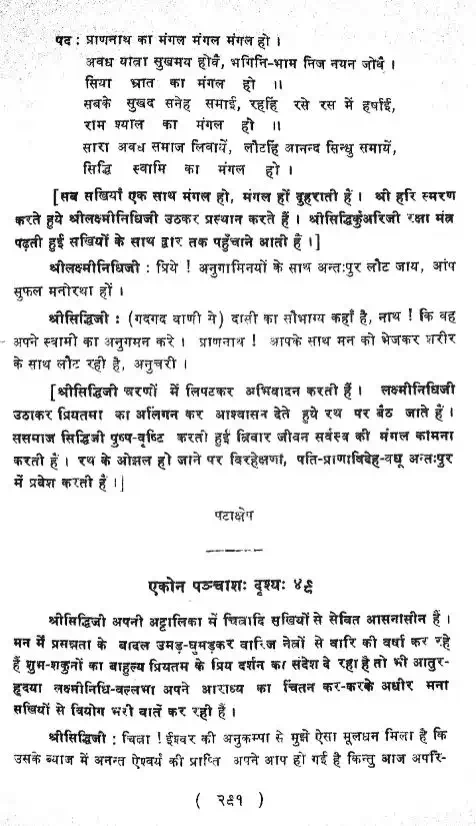 पद : प्राणनाथ का मंगल मंगल मंगल हो ।
अवध यात्रा सुखमय होवैं, भगिनि-भाम निज नयन जोवैं ।
सिया भ्रात का मंगल हो ॥
सबके सुखद सनेह समाई, रहहिं रसे रस में हर्षाई,
राम श्याल का मंगल हो ॥
सारा अवध समाज लिवायें, लौटहिं आनन्द सिन्धु समायें,
सिद्धि स्वामि का मंगल हो ।
[सब सखियाँ एक साथ मंगल हो, मंगल हो दुहराती हैं । श्री हरि स्मरण
करते हुये श्रीलक्ष्मीनिधिजी उठकर प्रस्थान करते हैं । श्रीसिद्धिकुँअरिजी रक्षा मंत्र
पढ़ती हुई सखियों के साथ द्वार तक पहुँचाने आती हैं ।]
श्रीलक्ष्मीनिधिजी : प्रिये ! अनुगामिनयों के साथ अन्तःपुर लौट जाय, आप
सुफल मनोरथा हों ।
श्रीसिद्धिजी : (गदगद वाणी से) दासी का सौभाग्य कहाँ है, नाथ ! कि वह
अपने स्वामी का अनुगमन करे । प्राणनाथ ! आपके साथ मन को भेजकर शरीर
के साथ लौट रही है, अनुचरी ।
[श्रीसिद्धिजी चरणों में लिपटकर अभिवादन करती हैं । लक्ष्मीनिधिजी
उठाकर प्रियतमा का अलिगन कर आश्वासन देते हुये रथ पर बैठ जाते हैं ।
ससमाज सिद्धिजी पुष्प-वृष्टि करती हुई त्रिवार जीवन सर्वस्व की मंगल कामना
करती हैं । रथ के ओझल हो जाने पर विरहेक्षणा, पति-प्राणाविदेह-वधू अन्तःपुर
में प्रवेश करती हैं ।]
पटाक्षेप
एकोन पञ्चाशः दृश्यः ४९
श्रीसिद्धिजी अपनी अट्टालिका में चित्रादि सखियों से सेवित आसनासीन हैं ।
मन में प्रसन्नता के बादल उमड़-घुमड़कर वारिज नेत्रों से वारि की वर्षा कर रहे
हैं शुभ-शकुनों का बाहुल्य प्रियतम के प्रिय दर्शन का संदेश दे रहा है तो भी आतुर-
हृदया लक्ष्मीनिधि-वल्लभा अपने आराध्य का चितन कर-करके अधीर मना
सखियों से वियोग भरी बातें कर रही हैं ।
श्रीसिद्धिजी : चित्रा ! ईश्वर की अनुकम्पा से मुझे ऐसा मूलधन मिला है कि
उसके ब्याज में अनन्त ऐश्वर्य की प्राप्ति अपने आप हो गई है किन्तु आज अपरि-
( २९१ )